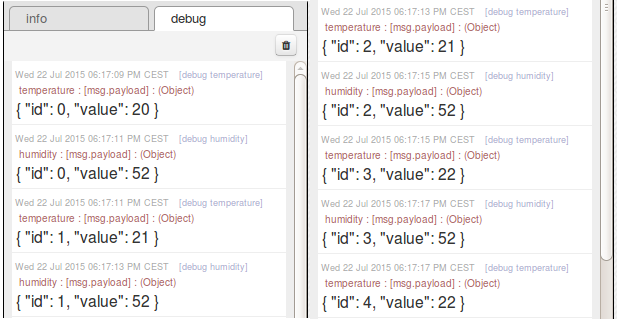 info
debug
Wed 22 Jul 2015 06:17:09 PM CEST [debug temperature]
temperature : [msg.payload] : (Object)
{ "id": 0, "value": 20 }
Wed 22 Jul 2015 06:17:11 PM CEST [debug humidity]
humidity : [msg.payload] : (Object)
{ "id": 0, "value": 52 }
Wed 22 Jul 2015 06:17:11 PM CEST [debug temperature]
temperature : [msg.payload] : (Object)
{ "id": 1, "value": 21 }
Wed 22 Jul 2015 06:17:13 PM CEST [debug humidity]
humidity : [msg.payload] : (Object)
{ "id": 1, "value": 52 }
Wed 22 Jul 2015 06:17:13 PM CEST [debug temperature]
temperature : [msg.payload] : (Object)
{ "id": 2, "value": 21 }
Wed 22 Jul 2015 06:17:15 PM CEST [debug humidity]
humidity : [msg.payload] : (Object)
{ "id": 2, "value": 52 }
Wed 22 Jul 2015 06:17:15 PM CEST [debug temperature]
temperature : [msg.payload] : (Object)
{ "id": 3, "value": 22 }
Wed 22 Jul 2015 06:17:17 PM CEST [debug humidity]
humidity : [msg.payload] : (Object)
{ "id": 3, "value": 52 }
Wed 22 Jul 2015 06:17:17 PM CEST [debug temperature]
temperature : [msg.payload] : (Object)
{ "id": 4, "value": 22 }